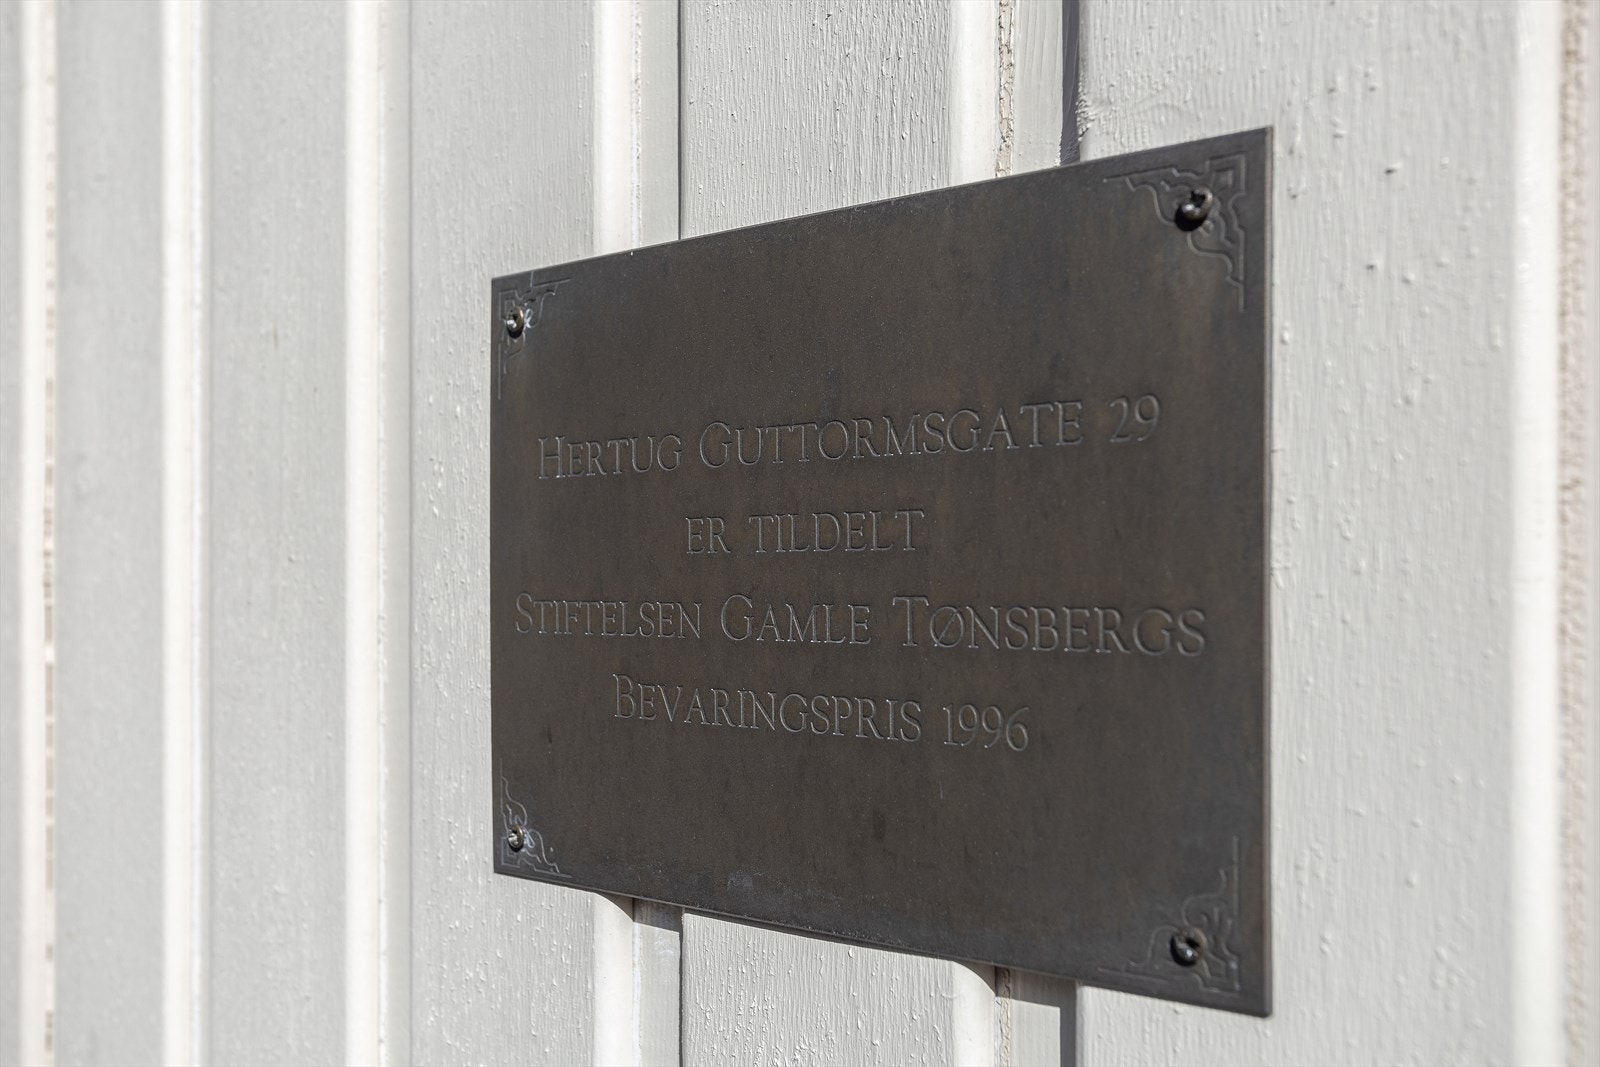 HERTUG GUTTORMSGATE 29
ER TILDELT
STIFTELSEN GAMLE TØNSBERGS
BEVARINGSPRIS 1996